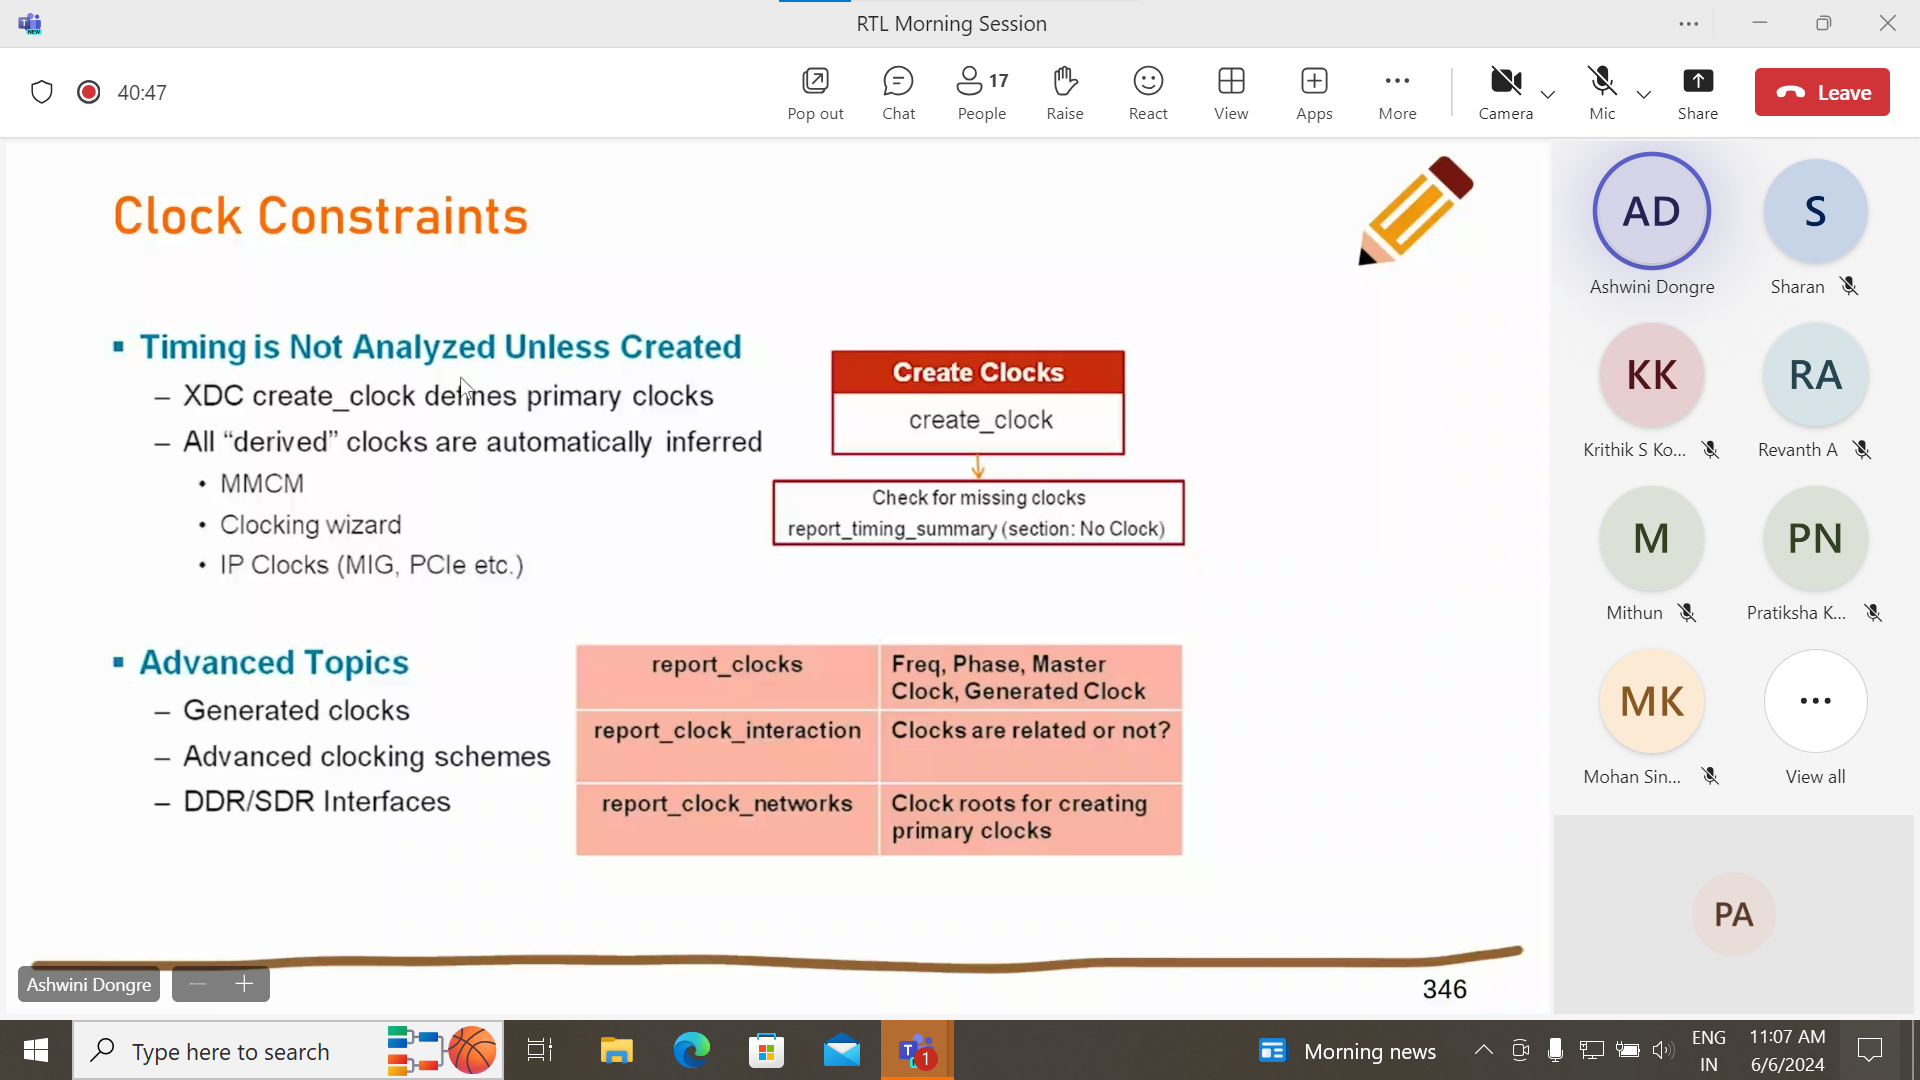 NEW
RTL Morning Session
40:47
Pop out
Chat
17
People
Raise
React
View
Apps
More
Camera
Mic
Share
Leave
Clock Constraints
Timing is Not Analyzed Unless Created
– XDC create_clock defines primary clocks
– All “derived” clocks are automatically inferred
• MMCM
• Clocking wizard
• IP Clocks (MIG, PCIe etc.)
Create Clocks
create_clock
Check for missing clocks
report_timing_summary (section: No Clock)
Advanced Topics
– Generated clocks
– Advanced clocking schemes
– DDR/SDR Interfaces
report_clocks
Freq, Phase, Master
Clock, Generated Clock
report_clock_interaction
Clocks are related or not?
report_clock_networks
Clock roots for creating
primary clocks
346
Ashwini Dongre
AD
Ashwini Dongre
S
Sharan
KK
Krithik S Ko...
RA
Revanth A
M
Mithun
PN
Pratiksha K...
MK
Mohan Sin...
View all
PA
Type here to search
1
Morning news
ENG
IN
11:07 AM
6/6/2024